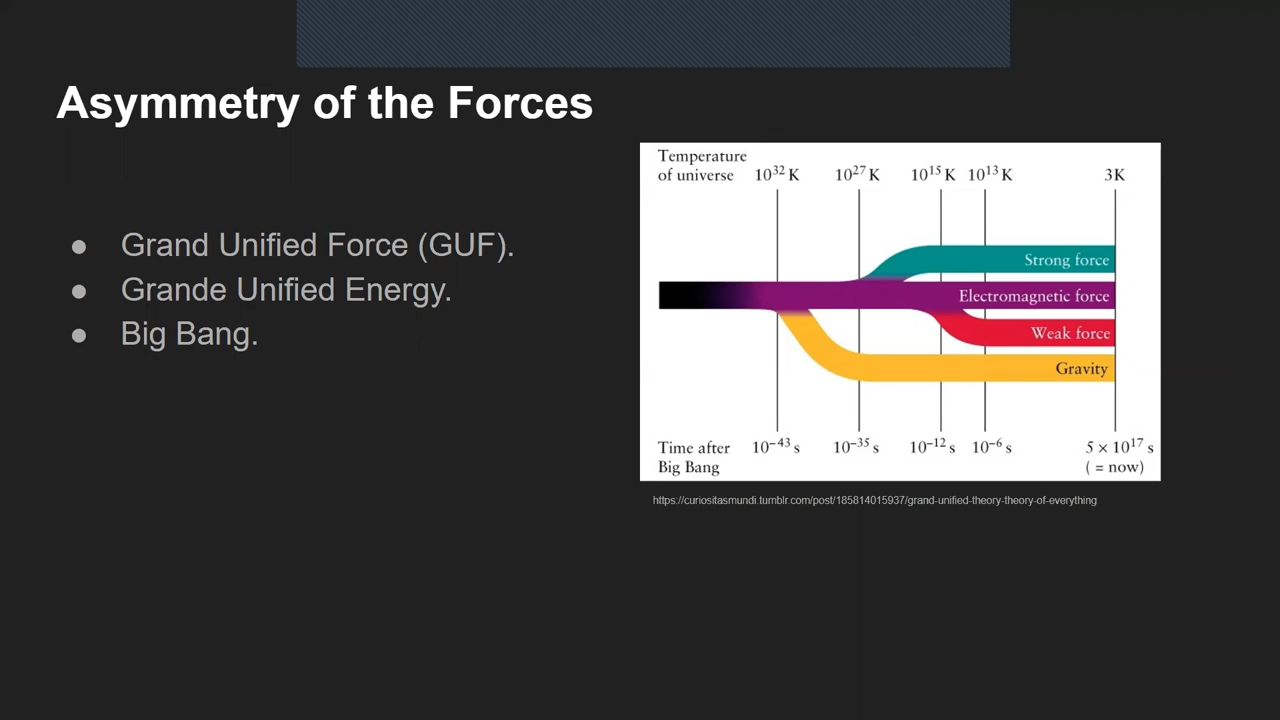 Asymmetry of the Forces
● Grand Unified Force (GUF).
● Grande Unified Energy.
● Big Bang.
Temperature
of universe 10³² K 10²⁷ K 10¹⁵ K 10¹³ K 3K
Strong force
Electromagnetic force
Weak force
Gravity
Time after 10⁻⁴³ s 10⁻³⁵ s 10⁻¹² s 10⁻⁶ s 5 × 10¹⁷ s
Big Bang ( = now)
https://curiositasmundi.tumblr.com/post/185814015937/grand-unified-theory-theory-of-everything